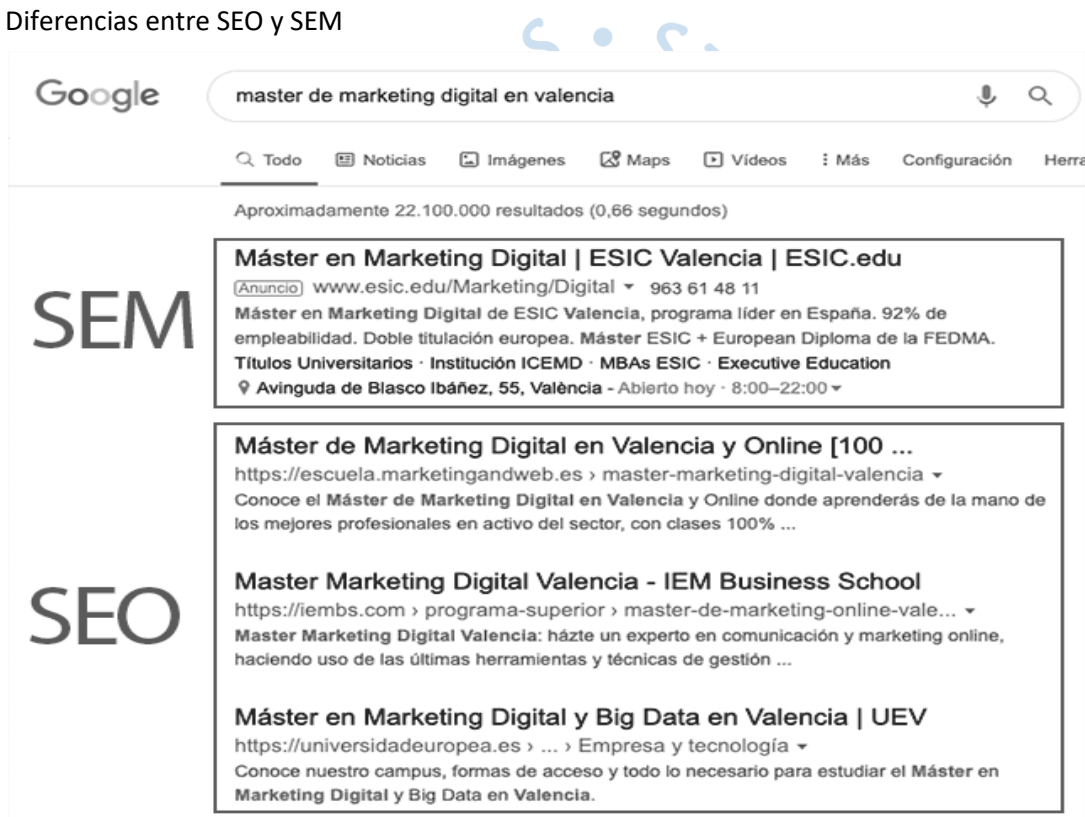 Diferencias entre SEO y SEM
Google
master de marketing digital en valencia
Todo Noticias Imágenes Maps Vídeos Más Configuración Herra
Aproximadamente 22.100.000 resultados (0,66 segundos)
SEM
Máster en Marketing Digital | ESIC Valencia | ESIC.edu
Anuncio www.esic.edu/Marketing/Digital 963 61 48 11
Máster en Marketing Digital de ESIC Valencia, programa líder en España. 92% de
empleabilidad. Doble titulación europea. Máster ESIC + European Diploma de la FEDMA.
Títulos Universitarios · Institución ICEMD · MBAs ESIC · Executive Education
Avinguda de Blasco Ibáñez, 55, València - Abierto hoy · 8:00–22:00
SEO
Máster de Marketing Digital en Valencia y Online [100 ...
https://escuela.marketingandweb.es › master-marketing-digital-valencia
Conoce el Máster de Marketing Digital en Valencia y Online donde aprenderás de la mano de
los mejores profesionales en activo del sector, con clases 100% ...
Master Marketing Digital Valencia - IEM Business School
https://iembs.com › programa-superior › master-de-marketing-online-vale...
Master Marketing Digital Valencia: házte un experto en comunicación y marketing online,
haciendo uso de las últimas herramientas y técnicas de gestión ...
Máster en Marketing Digital y Big Data en Valencia | UEV
https://universidadeuropea.es › ... › Empresa y tecnología
Conoce nuestro campus, formas de acceso y todo lo necesario para estudiar el Máster en
Marketing Digital y Big Data en Valencia.